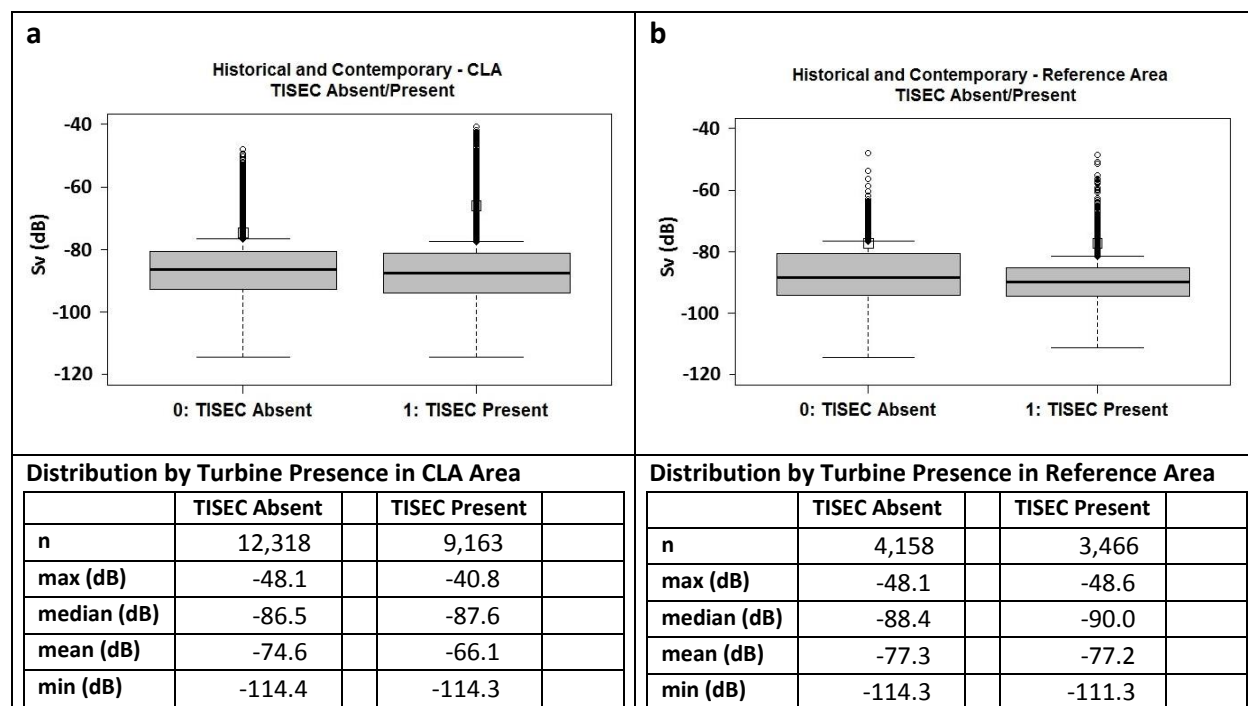 a
Historical and Contemporary - CLA
TISEC Absent/Present
Sv (dB)
-40
-60
-80
-100
-120
0: TISEC Absent 1: TISEC Present
b
Historical and Contemporary - Reference Area
TISEC Absent/Present
Sv (dB)
-40
-60
-80
-100
-120
0: TISEC Absent 1: TISEC Present
Distribution by Turbine Presence in CLA Area
TISEC Absent TISEC Present
n 12,318 9,163
max (dB) -48.1 -40.8
median (dB) -86.5 -87.6
mean (dB) -74.6 -66.1
min (dB) -114.4 -114.3
Distribution by Turbine Presence in Reference Area
TISEC Absent TISEC Present
n 4,158 3,466
max (dB) -48.1 -48.6
median (dB) -88.4 -90.0
mean (dB) -77.3 -77.2
min (dB) -114.3 -111.3